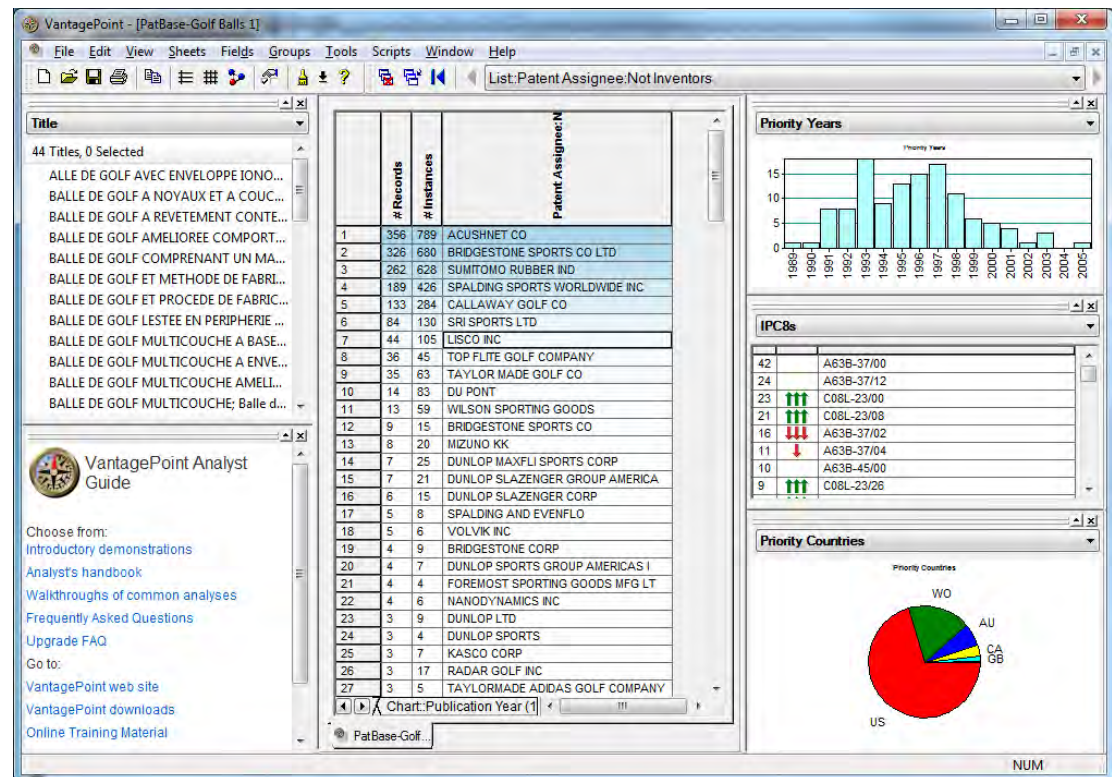 VantagePoint - [PatBase-Golf Balls 1]
File Edit View Sheets Fields Groups Tools Scripts Window Help
List:Patent Assignee:Not Inventors
Title
44 Titles, 0 Selected
ALLE DE GOLF AVEC ENVELOPPE IONO...
BALLE DE GOLF A NOYAUX ET A COUC...
BALLE DE GOLF A REVETEMENT CONTE...
BALLE DE GOLF AMELIOREE COMPORT...
BALLE DE GOLF COMPRENANT UN MA...
BALLE DE GOLF ET METHODE DE FABRI...
BALLE DE GOLF ET PROCEDE DE FABRIC...
BALLE DE GOLF LESTEE EN PERIPHERIE ...
BALLE DE GOLF MULTICOUCHE A BASE...
BALLE DE GOLF MULTICOUCHE A ENVE...
BALLE DE GOLF MULTICOUCHE AMELI...
BALLE DE GOLF MULTICOUCHE; Balle d...
VantagePoint Analyst
Guide
Choose from:
Introductory demonstrations
Analyst's handbook
Walkthroughs of common analyses
Frequently Asked Questions
Upgrade FAQ
Go to:
VantagePoint web site
VantagePoint downloads
Online Training Material
# Records # Instances Patent Assignee:N
1 356 789 ACUSHNET CO
2 326 680 BRIDGESTONE SPORTS CO LTD
3 262 628 SUMITOMO RUBBER IND
4 189 426 SPALDING SPORTS WORLDWIDE INC
5 133 284 CALLAWAY GOLF CO
6 84 130 SRI SPORTS LTD
7 44 105 LISCO INC
8 36 45 TOP FLITE GOLF COMPANY
9 35 63 TAYLOR MADE GOLF CO
10 14 83 DU PONT
11 13 59 WILSON SPORTING GOODS
12 9 15 BRIDGESTONE SPORTS CO
13 8 20 MIZUNO KK
14 7 25 DUNLOP MAXFLI SPORTS CORP
15 7 21 DUNLOP SLAZENGER GROUP AMERICA
16 6 15 DUNLOP SLAZENGER CORP
17 5 8 SPALDING AND EVENFLO
18 5 6 VOLVIK INC
19 4 9 BRIDGESTONE CORP
20 4 7 DUNLOP SPORTS GROUP AMERICAS I
21 4 4 FOREMOST SPORTING GOODS MFG LT
22 4 6 NANODYNAMICS INC
23 3 9 DUNLOP LTD
24 3 4 DUNLOP SPORTS
25 3 7 KASCO CORP
26 3 17 RADAR GOLF INC
27 3 5 TAYLORMADE ADIDAS GOLF COMPANY
Chart::Publication Year (1
PatBase-Golf...
Priority Years
Priority Years
15
10
5
0
1989 1990 1991 1992 1993 1994 1995 1996 1997 1998 1999 2000 2001 2002 2003 2004 2005
IPC8s
42 A63B-37/00
24 A63B-37/12
23 C08L-23/00
21 C08L-23/08
16 A63B-37/02
11 A63B-37/04
10 A63B-45/00
9 C08L-23/26
Priority Countries
Priority Countries
WO
AU
CA
GB
US
NUM